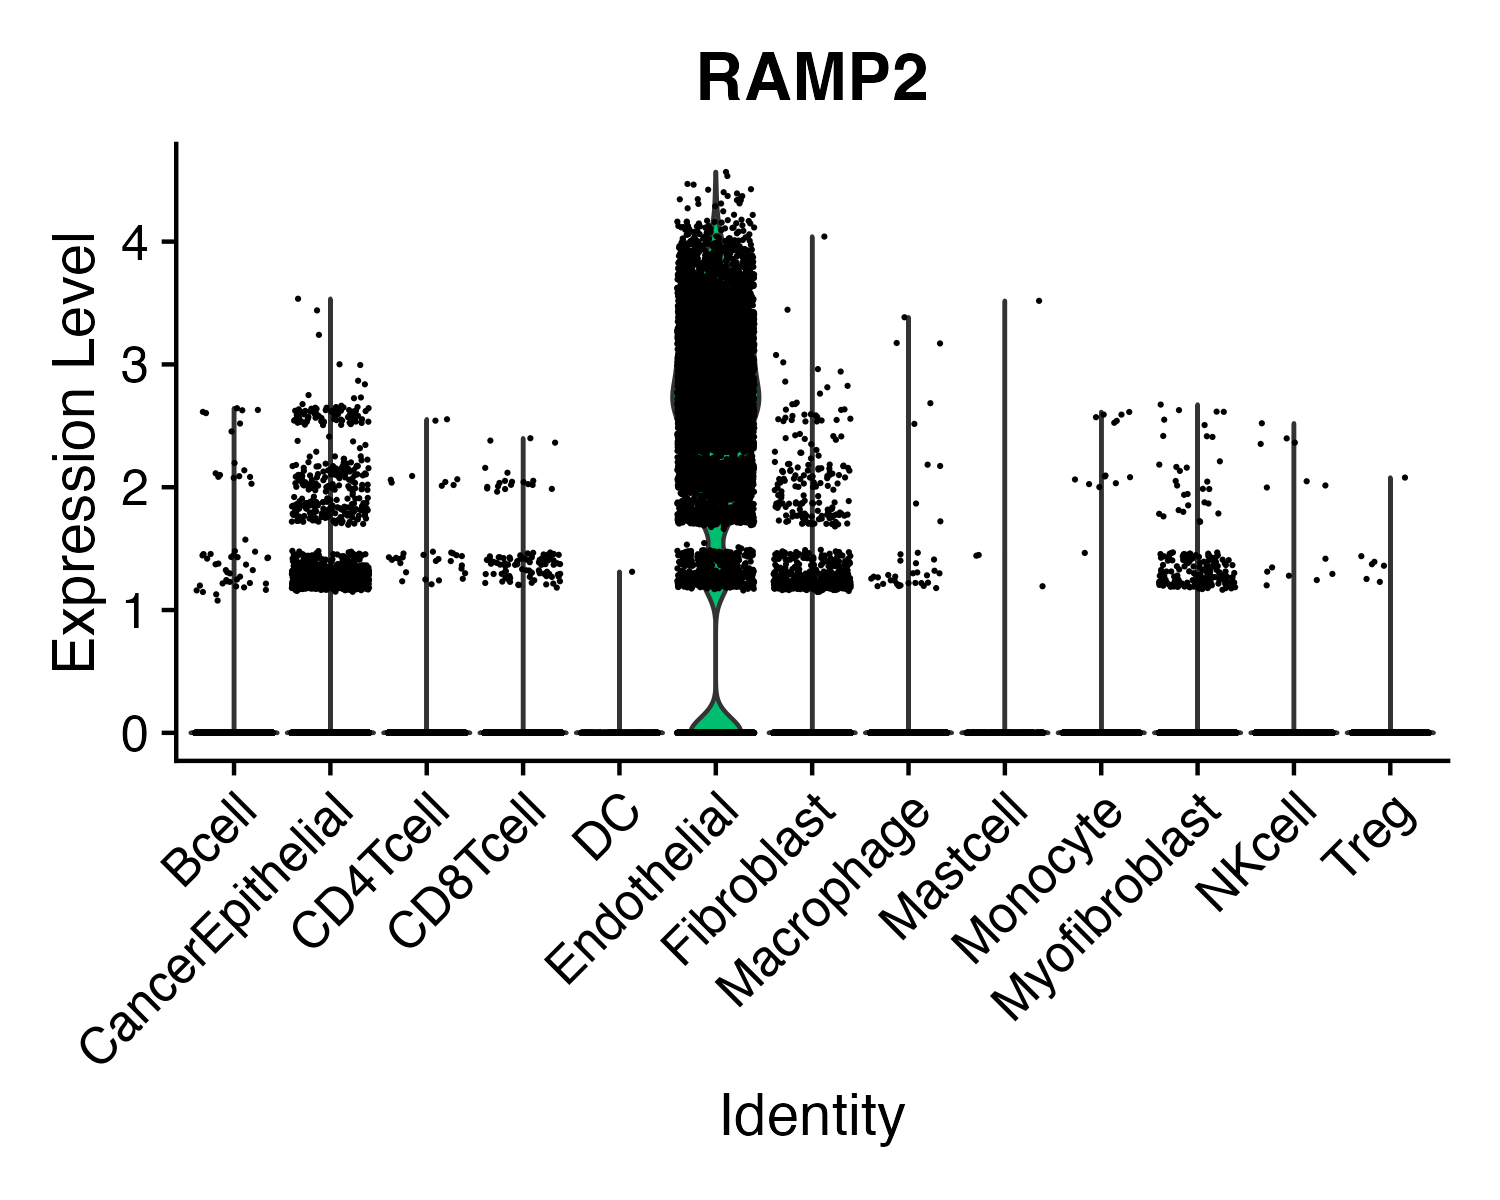 RAMP2
Expression Level
4
3
2
1
0
Bcell
CancerEpithelial
CD4Tcell
CD8Tcell
DC
Endothelial
Fibroblast
Macrophage
Mastcell
Monocyte
Myofibroblast
NKcell
Treg
Identity